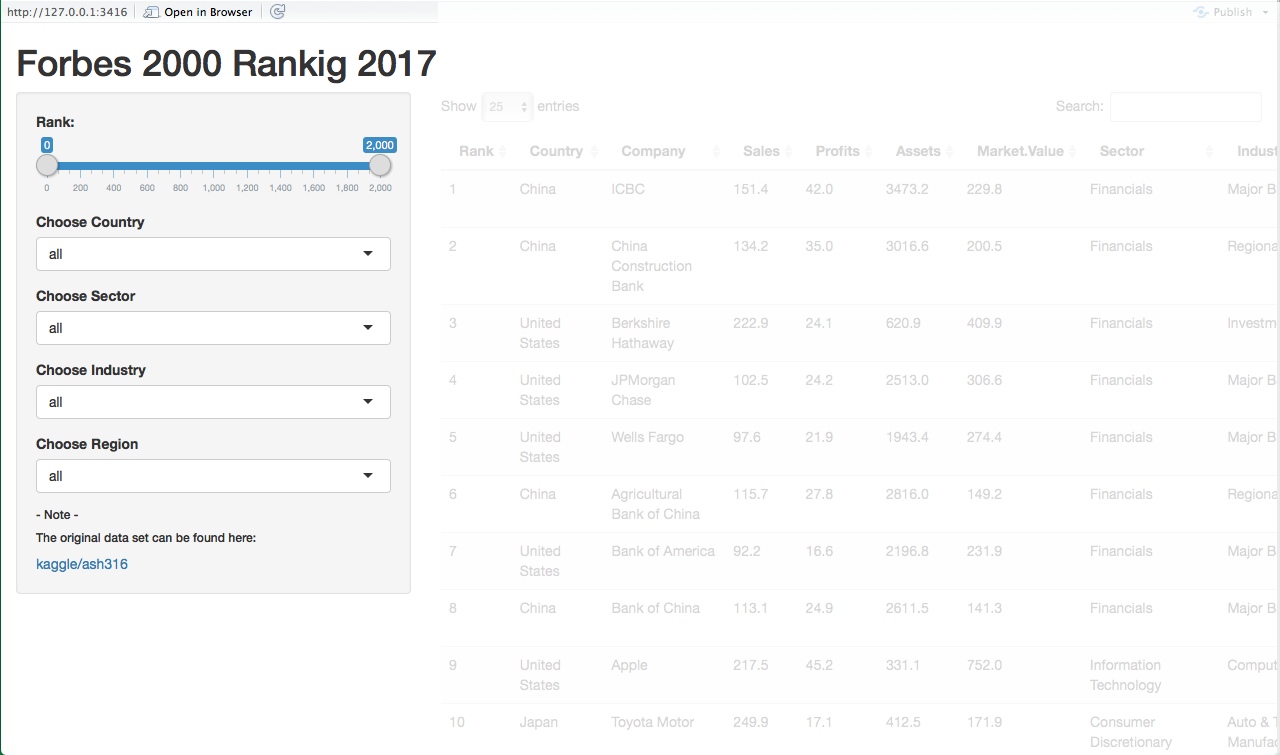 http://127.0.0.1:3416 Open in Browser Publish
Forbes 2000 Rankig 2017
Rank:
0 2,000
0 200 400 600 800 1,000 1,200 1,400 1,600 1,800 2,000
Choose Country
all
Choose Sector
all
Choose Industry
all
Choose Region
all
- Note -
The original data set can be found here:
kaggle/ash316
Show 25 entries Search:
Rank Country Company Sales Profits Assets Market.Value Sector Indust
1 China ICBC 151.4 42.0 3473.2 229.8 Financials Major B
2 China China 134.2 35.0 3016.6 200.5 Financials Regiona
Construction
Bank
3 United Berkshire 222.9 24.1 620.9 409.9 Financials Investm
States Hathaway
4 United JPMorgan 102.5 24.2 2513.0 306.6 Financials Major B
States Chase
5 United Wells Fargo 97.6 21.9 1943.4 274.4 Financials Major B
States
6 China Agricultural 115.7 27.8 2816.0 149.2 Financials Regiona
Bank of China
7 United Bank of America 92.2 16.6 2196.8 231.9 Financials Major B
States
8 China Bank of China 113.1 24.9 2611.5 141.3 Financials Major B
9 United Apple 217.5 45.2 331.1 752.0 Information Comput
States Technology
10 Japan Toyota Motor 249.9 17.1 412.5 171.9 Consumer Auto & T
Discretionary Manufa